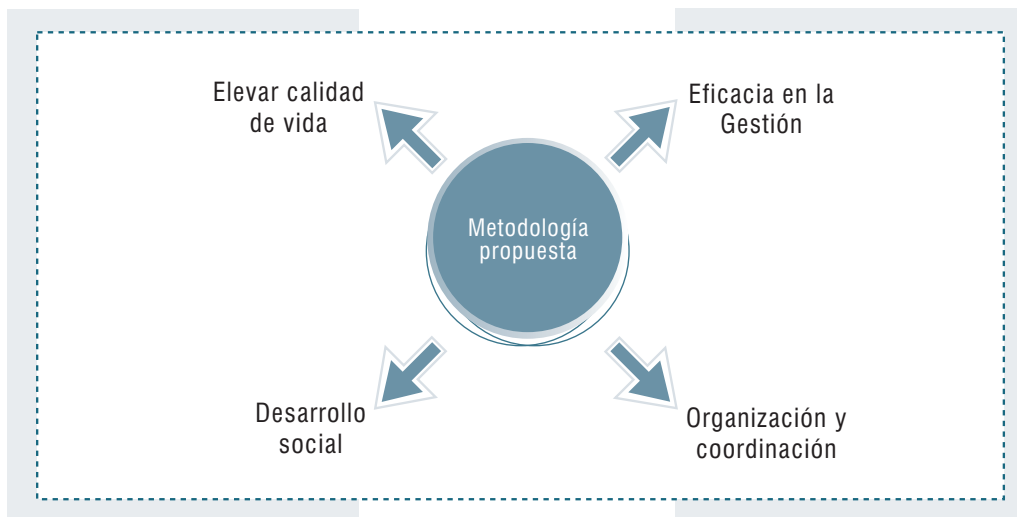 Elevar calidad
de vida
Eficacia en la
Gestión
Metodología
propuesta
Desarrollo
social
Organización y
coordinación